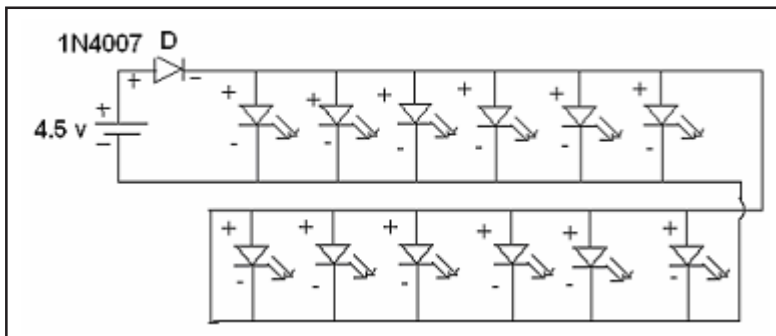 1N4007 D
+ -
+
4.5 v
-
+ + + + + +
- - - - - -
+ + + + + +
- - - - - -